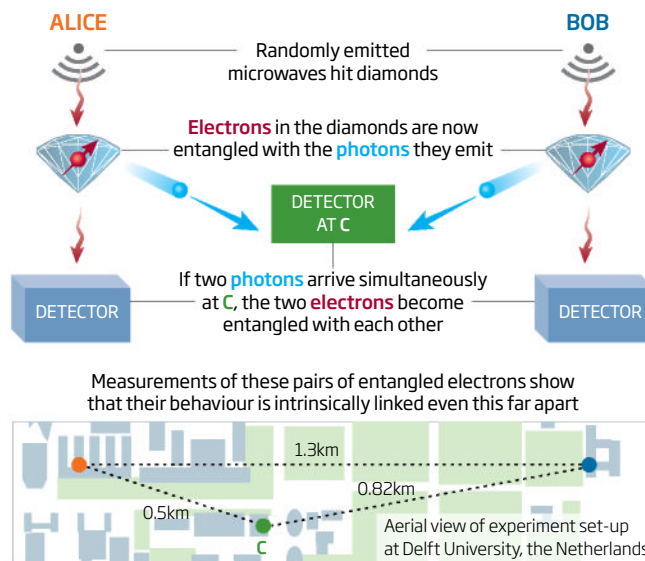 ALICE
BOB
Randomly emitted
microwaves hit diamonds
Electrons in the diamonds are now
entangled with the photons they emit
DETECTOR
AT C
If two photons arrive simultaneously
at C, the two electrons become
entangled with each other
DETECTOR
DETECTOR
Measurements of these pairs of entangled electrons show
that their behaviour is intrinsically linked even this far apart
1.3km
0.82km
0.5km
C
Aerial view of experiment set-up
at Delft University, the Netherlands